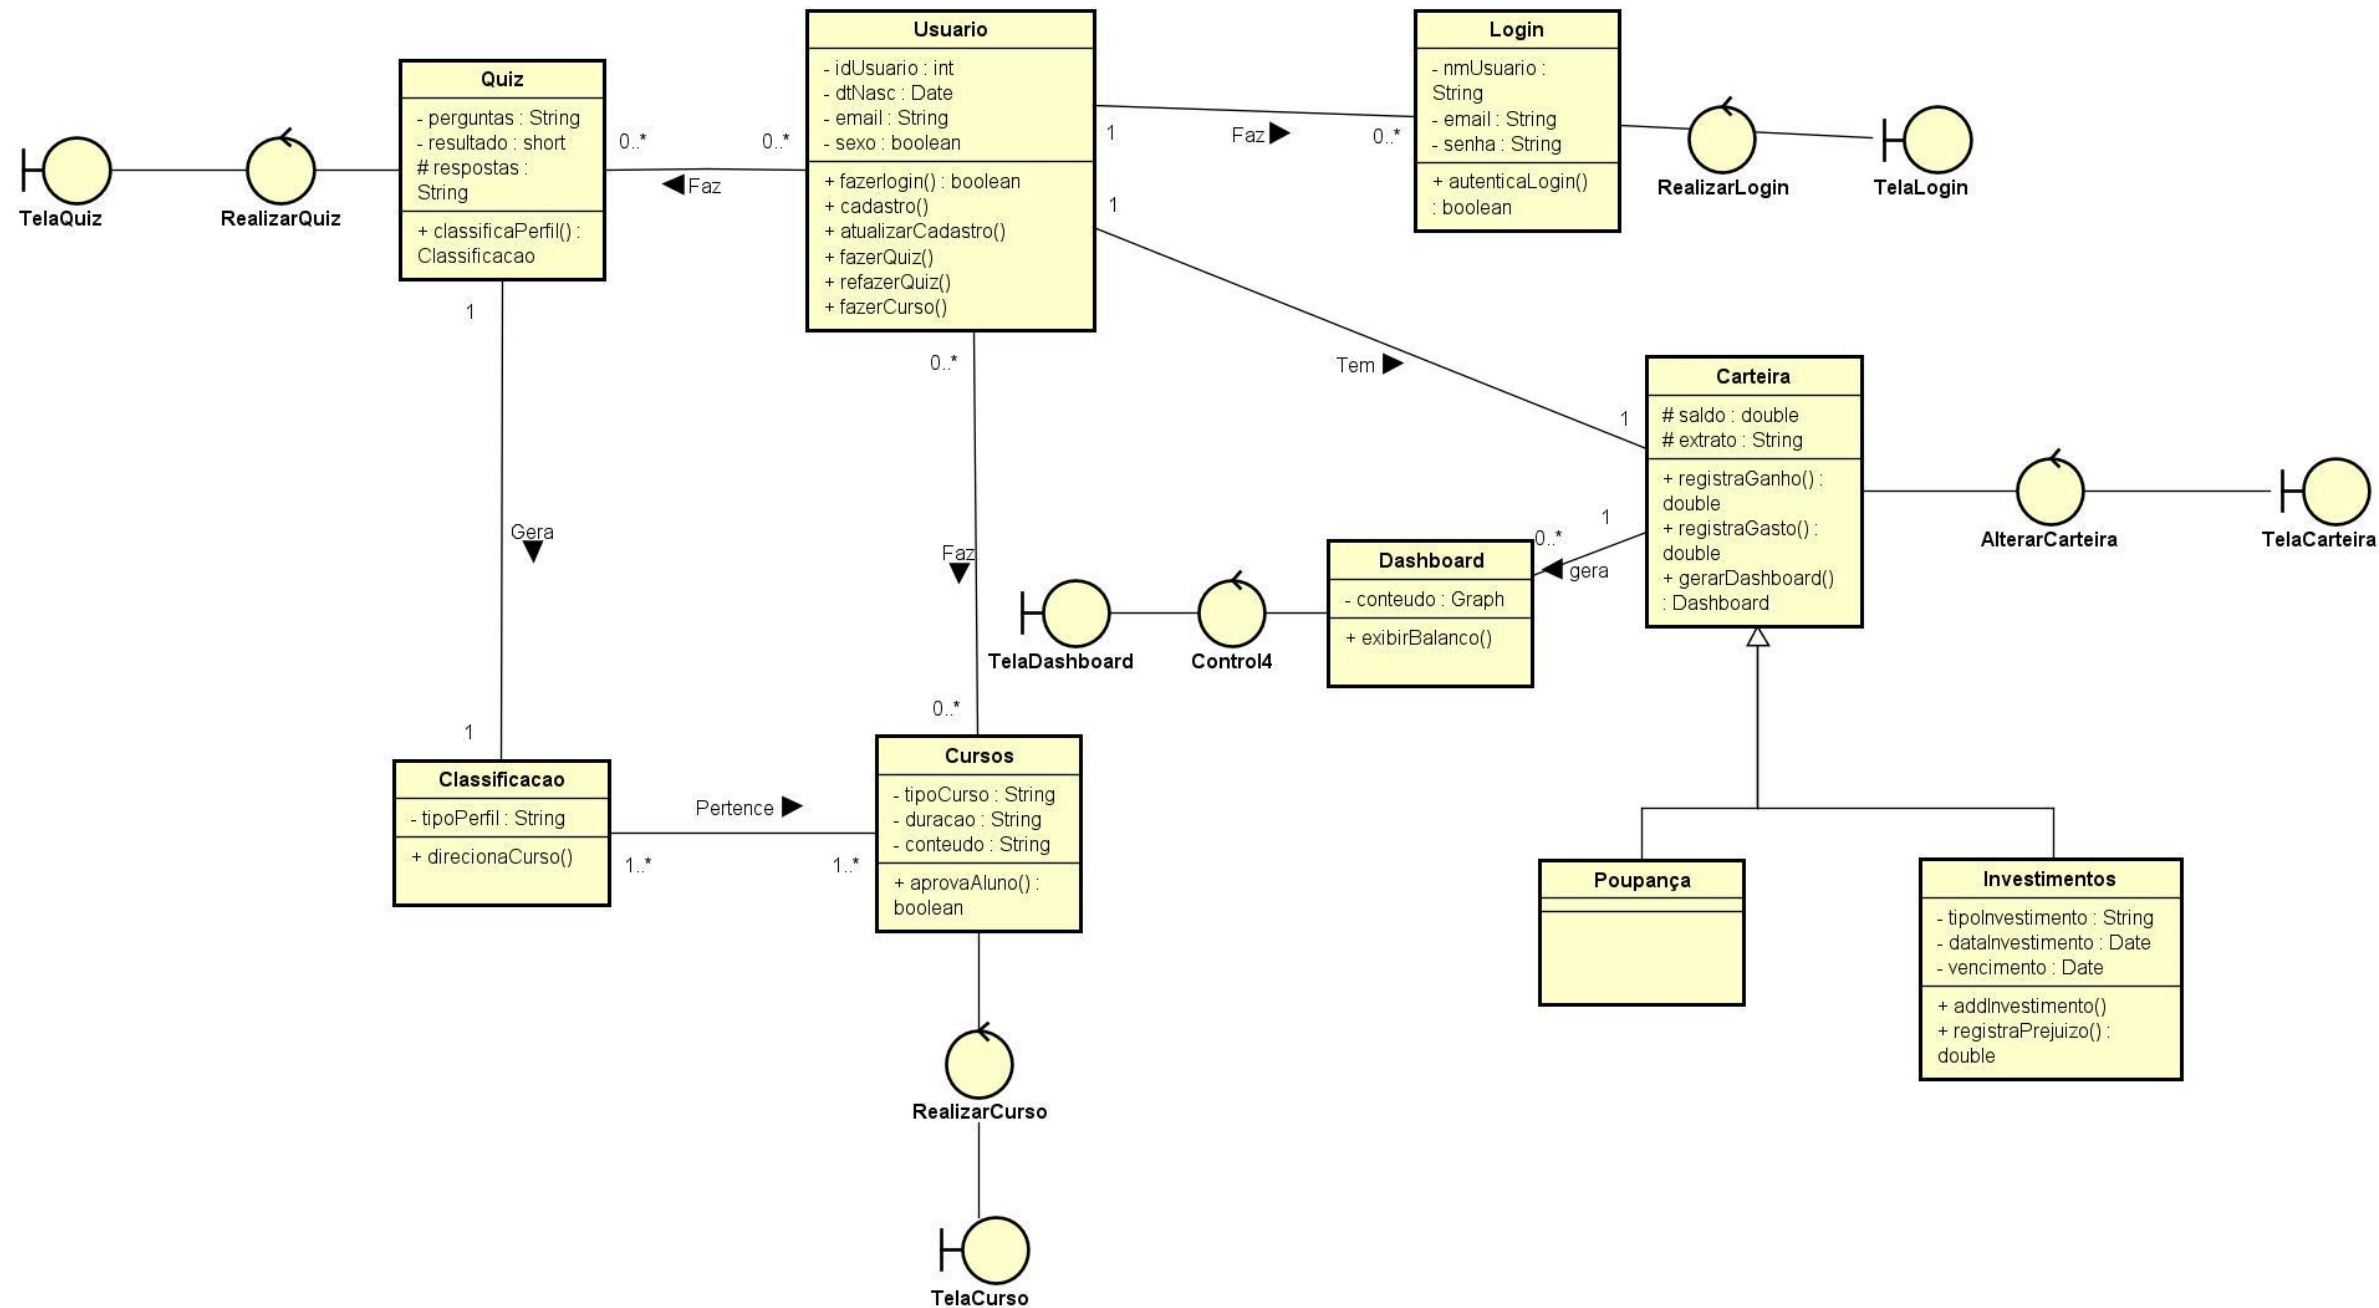 Usuario
- idUsuario : int
- dtNasc : Date
- email : String
- sexo : boolean
+ fazerlogin() : boolean
+ cadastro()
+ atualizarCadastro()
+ fazerQuiz()
+ refazerQuiz()
+ fazerCurso()
Login
- nmUsuario :
String
- email : String
- senha : String
+ autenticaLogin()
: boolean
Quiz
- perguntas : String
- resultado : short
# respostas :
String
+ classificaPerfil() :
Classificacao
TelaQuiz
RealizarQuiz
0..*
0..*
Faz
1
Faz
0..*
RealizarLogin
TelaLogin
1
Tem
1
1
Gera
1
0..*
Faz
0..*
Carteira
# saldo : double
# extrato : String
+ registraGanho() :
double
+ registraGasto() :
double
+ gerarDashboard()
: Dashboard
AlterarCarteira
TelaCarteira
1
0..*
gera
Dashboard
- conteudo : Graph
+ exibirBalanco()
TelaDashboard
Control4
Classificacao
- tipoPerfil : String
+ direcionaCurso()
Pertence
1..*
1..*
Cursos
- tipoCurso : String
- duracao : String
- conteudo : String
+ aprovaAluno() :
boolean
Poupança
Investimentos
- tipoInvestimento : String
- dataInvestimento : Date
- vencimento : Date
+ addInvestimento()
+ registraPrejuizo() :
double
RealizarCurso
TelaCurso